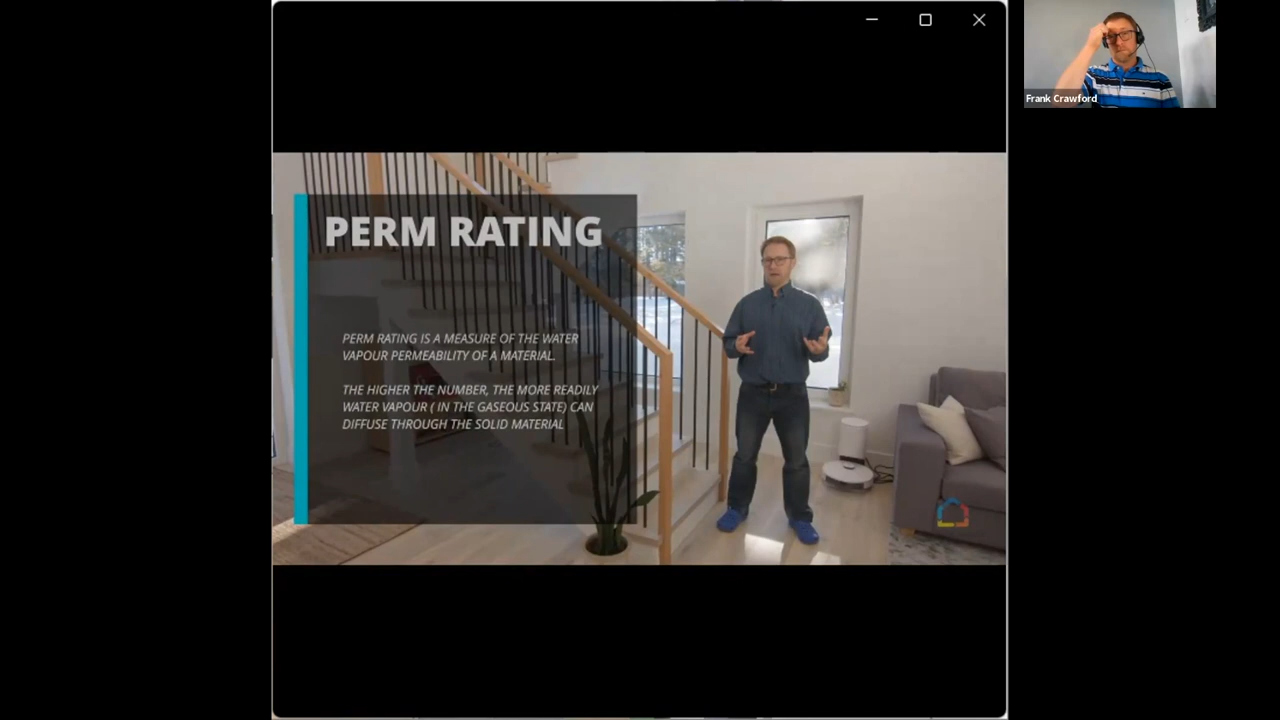 Frank Crawford
PERM RATING
PERM RATING IS A MEASURE OF THE WATER
VAPOUR PERMEABILITY OF A MATERIAL.
THE HIGHER THE NUMBER, THE MORE READILY
WATER VAPOUR ( IN THE GASEOUS STATE) CAN
DIFFUSE THROUGH THE SOLID MATERIAL